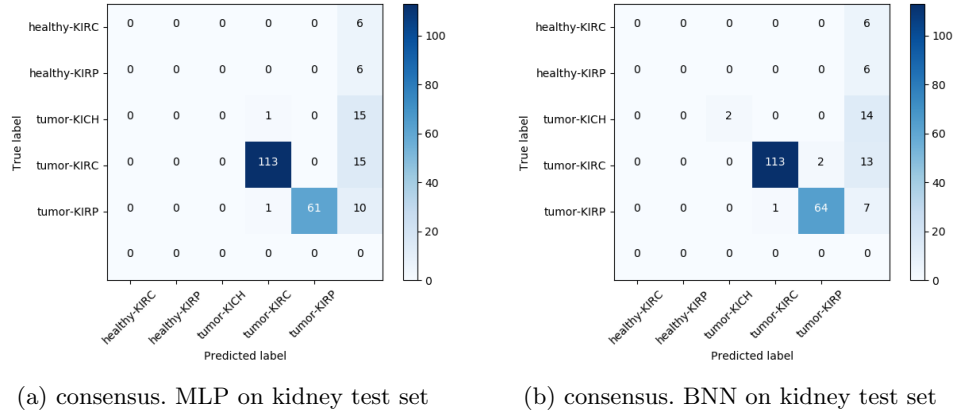 healthy-KIRC 0 0 0 0 0 6
healthy-KIRP 0 0 0 0 0 6
tumor-KICH 0 0 0 1 0 15
tumor-KIRC 0 0 0 113 0 15
tumor-KIRP 0 0 0 1 61 10
0 0 0 0 0 0
True label
healthy-KIRC healthy-KIRP tumor-KICH tumor-KIRC tumor-KIRP
Predicted label
100
80
60
40
20
0
(a) consensus. MLP on kidney test set
healthy-KIRC 0 0 0 0 0 6
healthy-KIRP 0 0 0 0 0 6
tumor-KICH 0 0 2 0 0 14
tumor-KIRC 0 0 0 113 2 13
tumor-KIRP 0 0 0 1 64 7
0 0 0 0 0 0
True label
healthy-KIRC healthy-KIRP tumor-KICH tumor-KIRC tumor-KIRP
Predicted label
100
80
60
40
20
0
(b) consensus. BNN on kidney test set